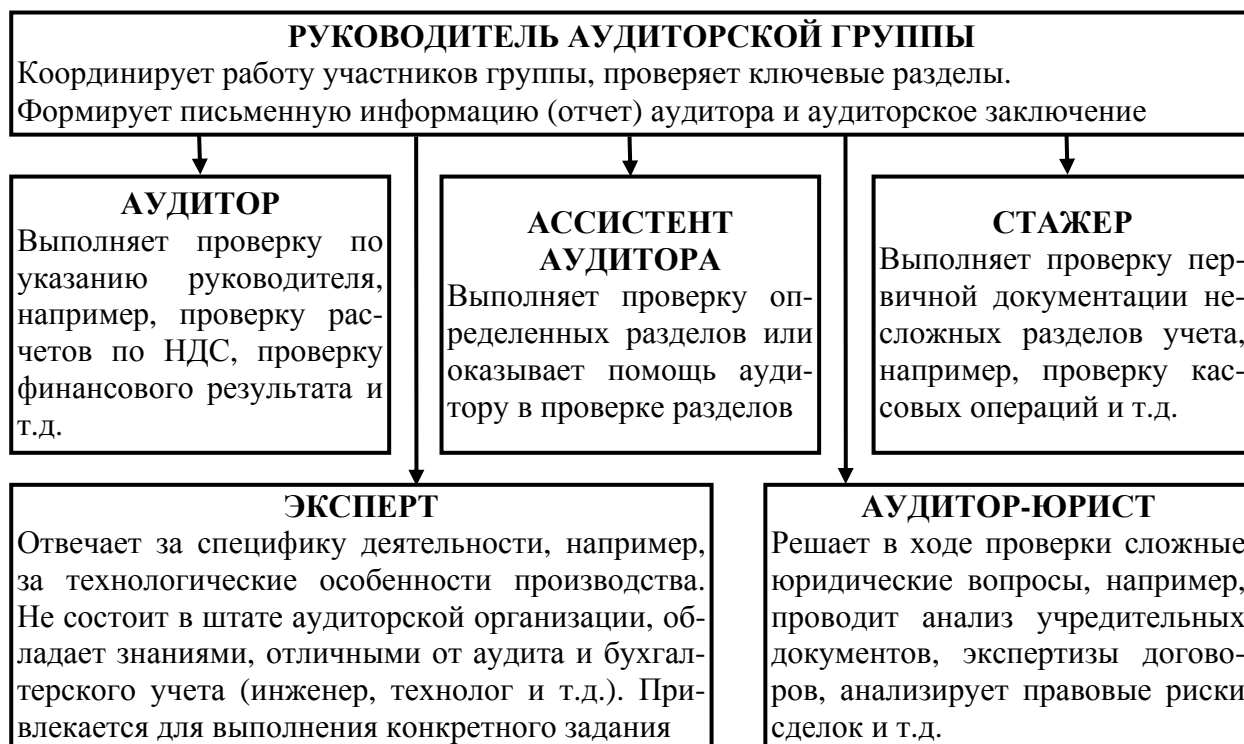 РУКОВОДИТЕЛЬ АУДИТОРСКОЙ ГРУППЫ
Координирует работу участников группы, проверяет ключевые разделы.
Формирует письменную информацию (отчет) аудитора и аудиторское заключение
АУДИТОР
Выполняет проверку по
указанию руководителя,
например, проверку рас-
четов по НДС, проверку
финансового результата и
т.д.
АССИСТЕНТ
АУДИТОРА
Выполняет проверку оп-
ределенных разделов или
оказывает помощь ауди-
тору в проверке разделов
СТАЖЕР
Выполняет проверку пер-
вичной документации не-
сложных разделов учета,
например, проверку кас-
совых операций и т.д.
ЭКСПЕРТ
Отвечает за специфику деятельности, например,
за технологические особенности производства.
Не состоит в штате аудиторской организации, об-
ладает знаниями, отличными от аудита и бухгал-
терского учета (инженер, технолог и т.д.). При-
влекается для выполнения конкретного задания
АУДИТОР-ЮРИСТ
Решает в ходе проверки сложные
юридические вопросы, например,
проводит анализ учредительных
документов, экспертизы догово-
ров, анализирует правовые риски
сделок и т.д.